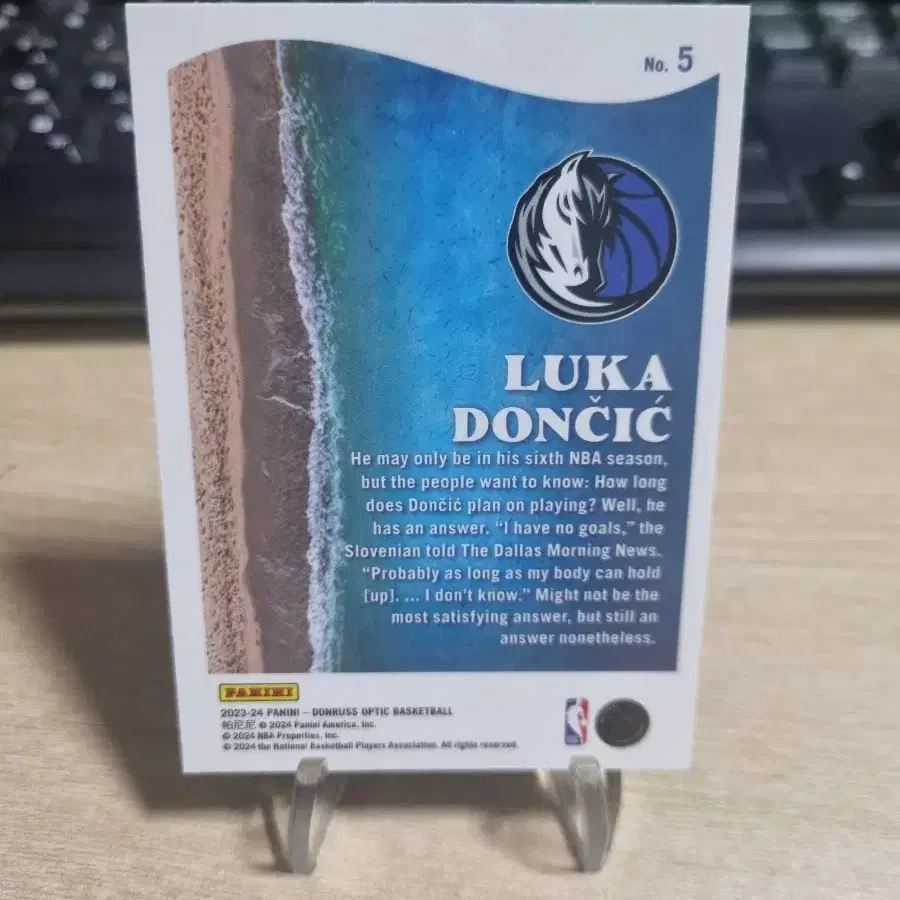 No. 5
LUKA
DONČIĆ
He may only be in his sixth NBA season,
but the people want to know: How long
does Dončić plan on playing? Well, he
has an answer. “I have no goals,” the
Slovenian told The Dallas Morning News.
“Probably as long as my body can hold
[up]. ... I don’t know.” Might not be the
most satisfying answer, but still an
answer nonetheless.
PANINI
2023-24 PANINI – DONRUSS OPTIC BASKETBALL
帕尼尼 © 2024 Panini America, Inc.
© 2024 NBA Properties, Inc.
© 2024 the National Basketball Players Association. All rights reserved.